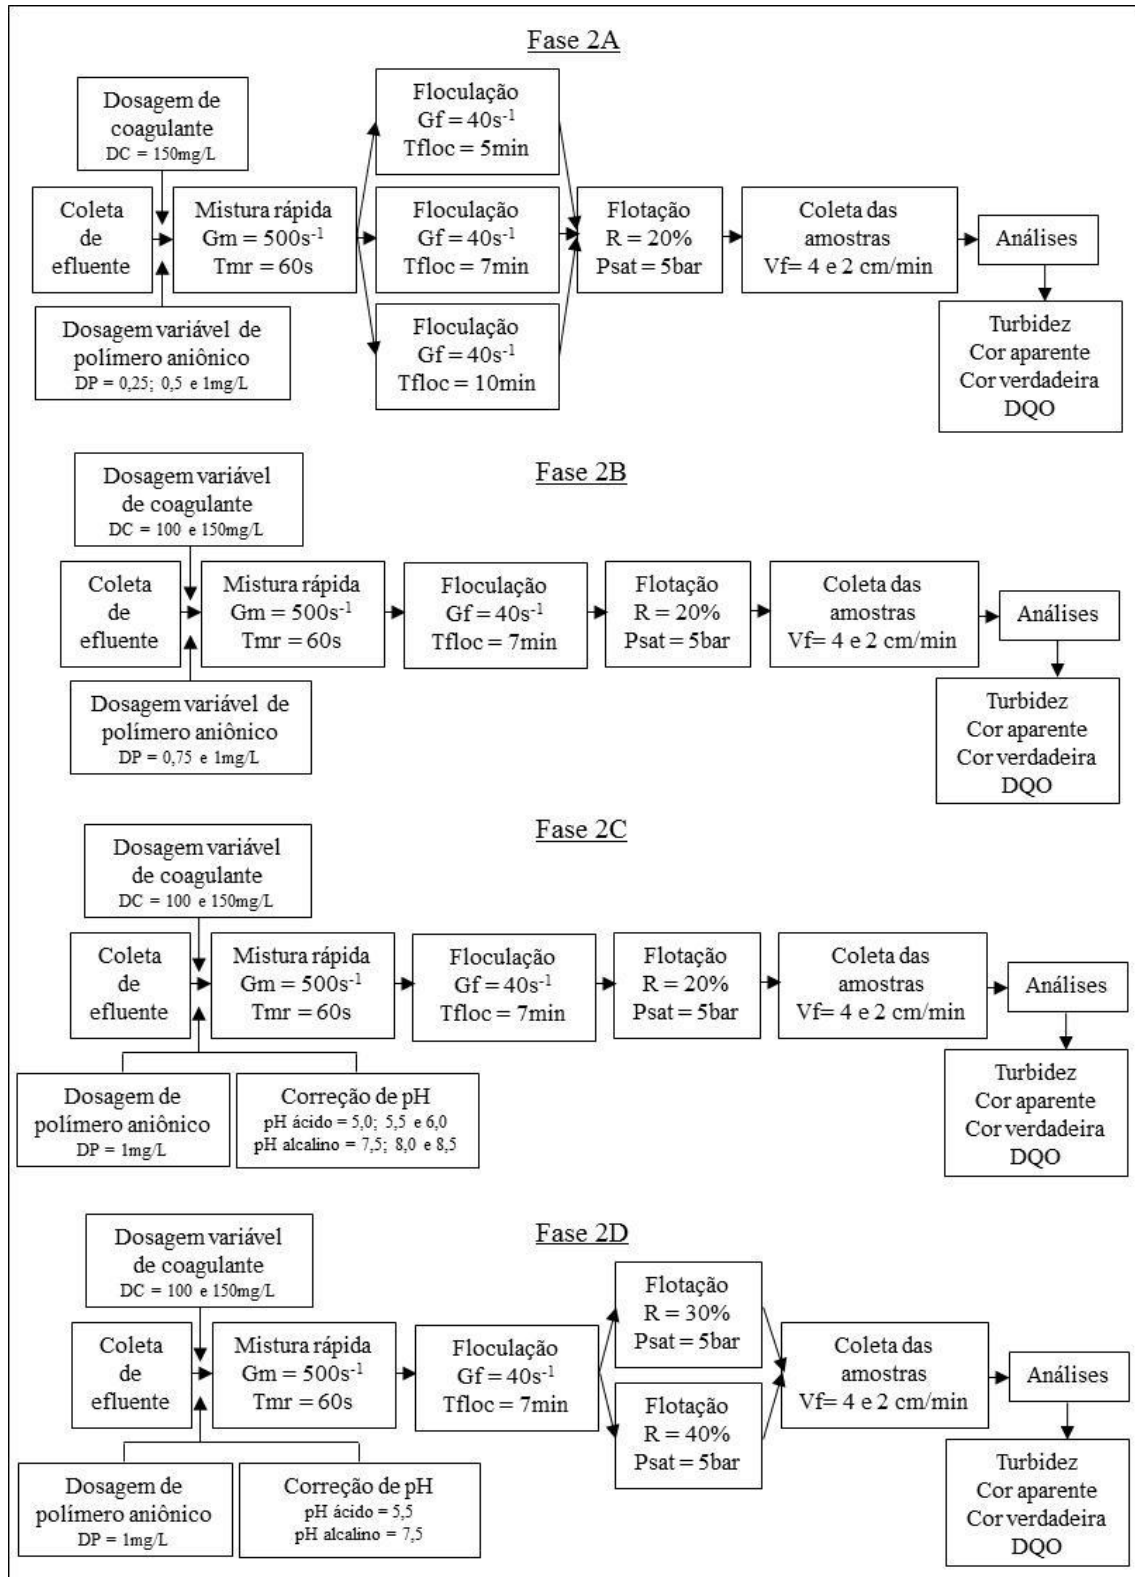 Fase 2A
Dosagem de
coagulante
DC = 150mg/L
Coleta
de
efluente
Dosagem variável de
polímero aniônico
DP = 0,25; 0,5 e 1mg/L
Mistura rápida
Gm = 500s⁻¹
Tmr = 60s
Floculação
Gf = 40s⁻¹
Tfloc = 5min
Floculação
Gf = 40s⁻¹
Tfloc = 7min
Floculação
Gf = 40s⁻¹
Tfloc = 10min
Flotação
R = 20%
Psat = 5bar
Coleta das
amostras
Vf= 4 e 2 cm/min
Análises
Turbidez
Cor aparente
Cor verdadeira
DQO
Fase 2B
Dosagem variável
de coagulante
DC = 100 e 150mg/L
Coleta
de
efluente
Dosagem variável de
polímero aniônico
DP = 0,75 e 1mg/L
Mistura rápida
Gm = 500s⁻¹
Tmr = 60s
Floculação
Gf = 40s⁻¹
Tfloc = 7min
Flotação
R = 20%
Psat = 5bar
Coleta das
amostras
Vf= 4 e 2 cm/min
Análises
Turbidez
Cor aparente
Cor verdadeira
DQO
Fase 2C
Dosagem variável
de coagulante
DC = 100 e 150mg/L
Coleta
de
efluente
Dosagem de
polímero aniônico
DP = 1mg/L
Correção de pH
pH ácido = 5,0; 5,5 e 6,0
pH alcalino = 7,5; 8,0 e 8,5
Mistura rápida
Gm = 500s⁻¹
Tmr = 60s
Floculação
Gf = 40s⁻¹
Tfloc = 7min
Flotação
R = 20%
Psat = 5bar
Coleta das
amostras
Vf= 4 e 2 cm/min
Análises
Turbidez
Cor aparente
Cor verdadeira
DQO
Fase 2D
Dosagem variável
de coagulante
DC = 100 e 150mg/L
Coleta
de
efluente
Dosagem de
polímero aniônico
DP = 1mg/L
Correção de pH
pH ácido = 5,5
pH alcalino = 7,5
Mistura rápida
Gm = 500s⁻¹
Tmr = 60s
Floculação
Gf = 40s⁻¹
Tfloc = 7min
Flotação
R = 30%
Psat = 5bar
Flotação
R = 40%
Psat = 5bar
Coleta das
amostras
Vf= 4 e 2 cm/min
Análises
Turbidez
Cor aparente
Cor verdadeira
DQO